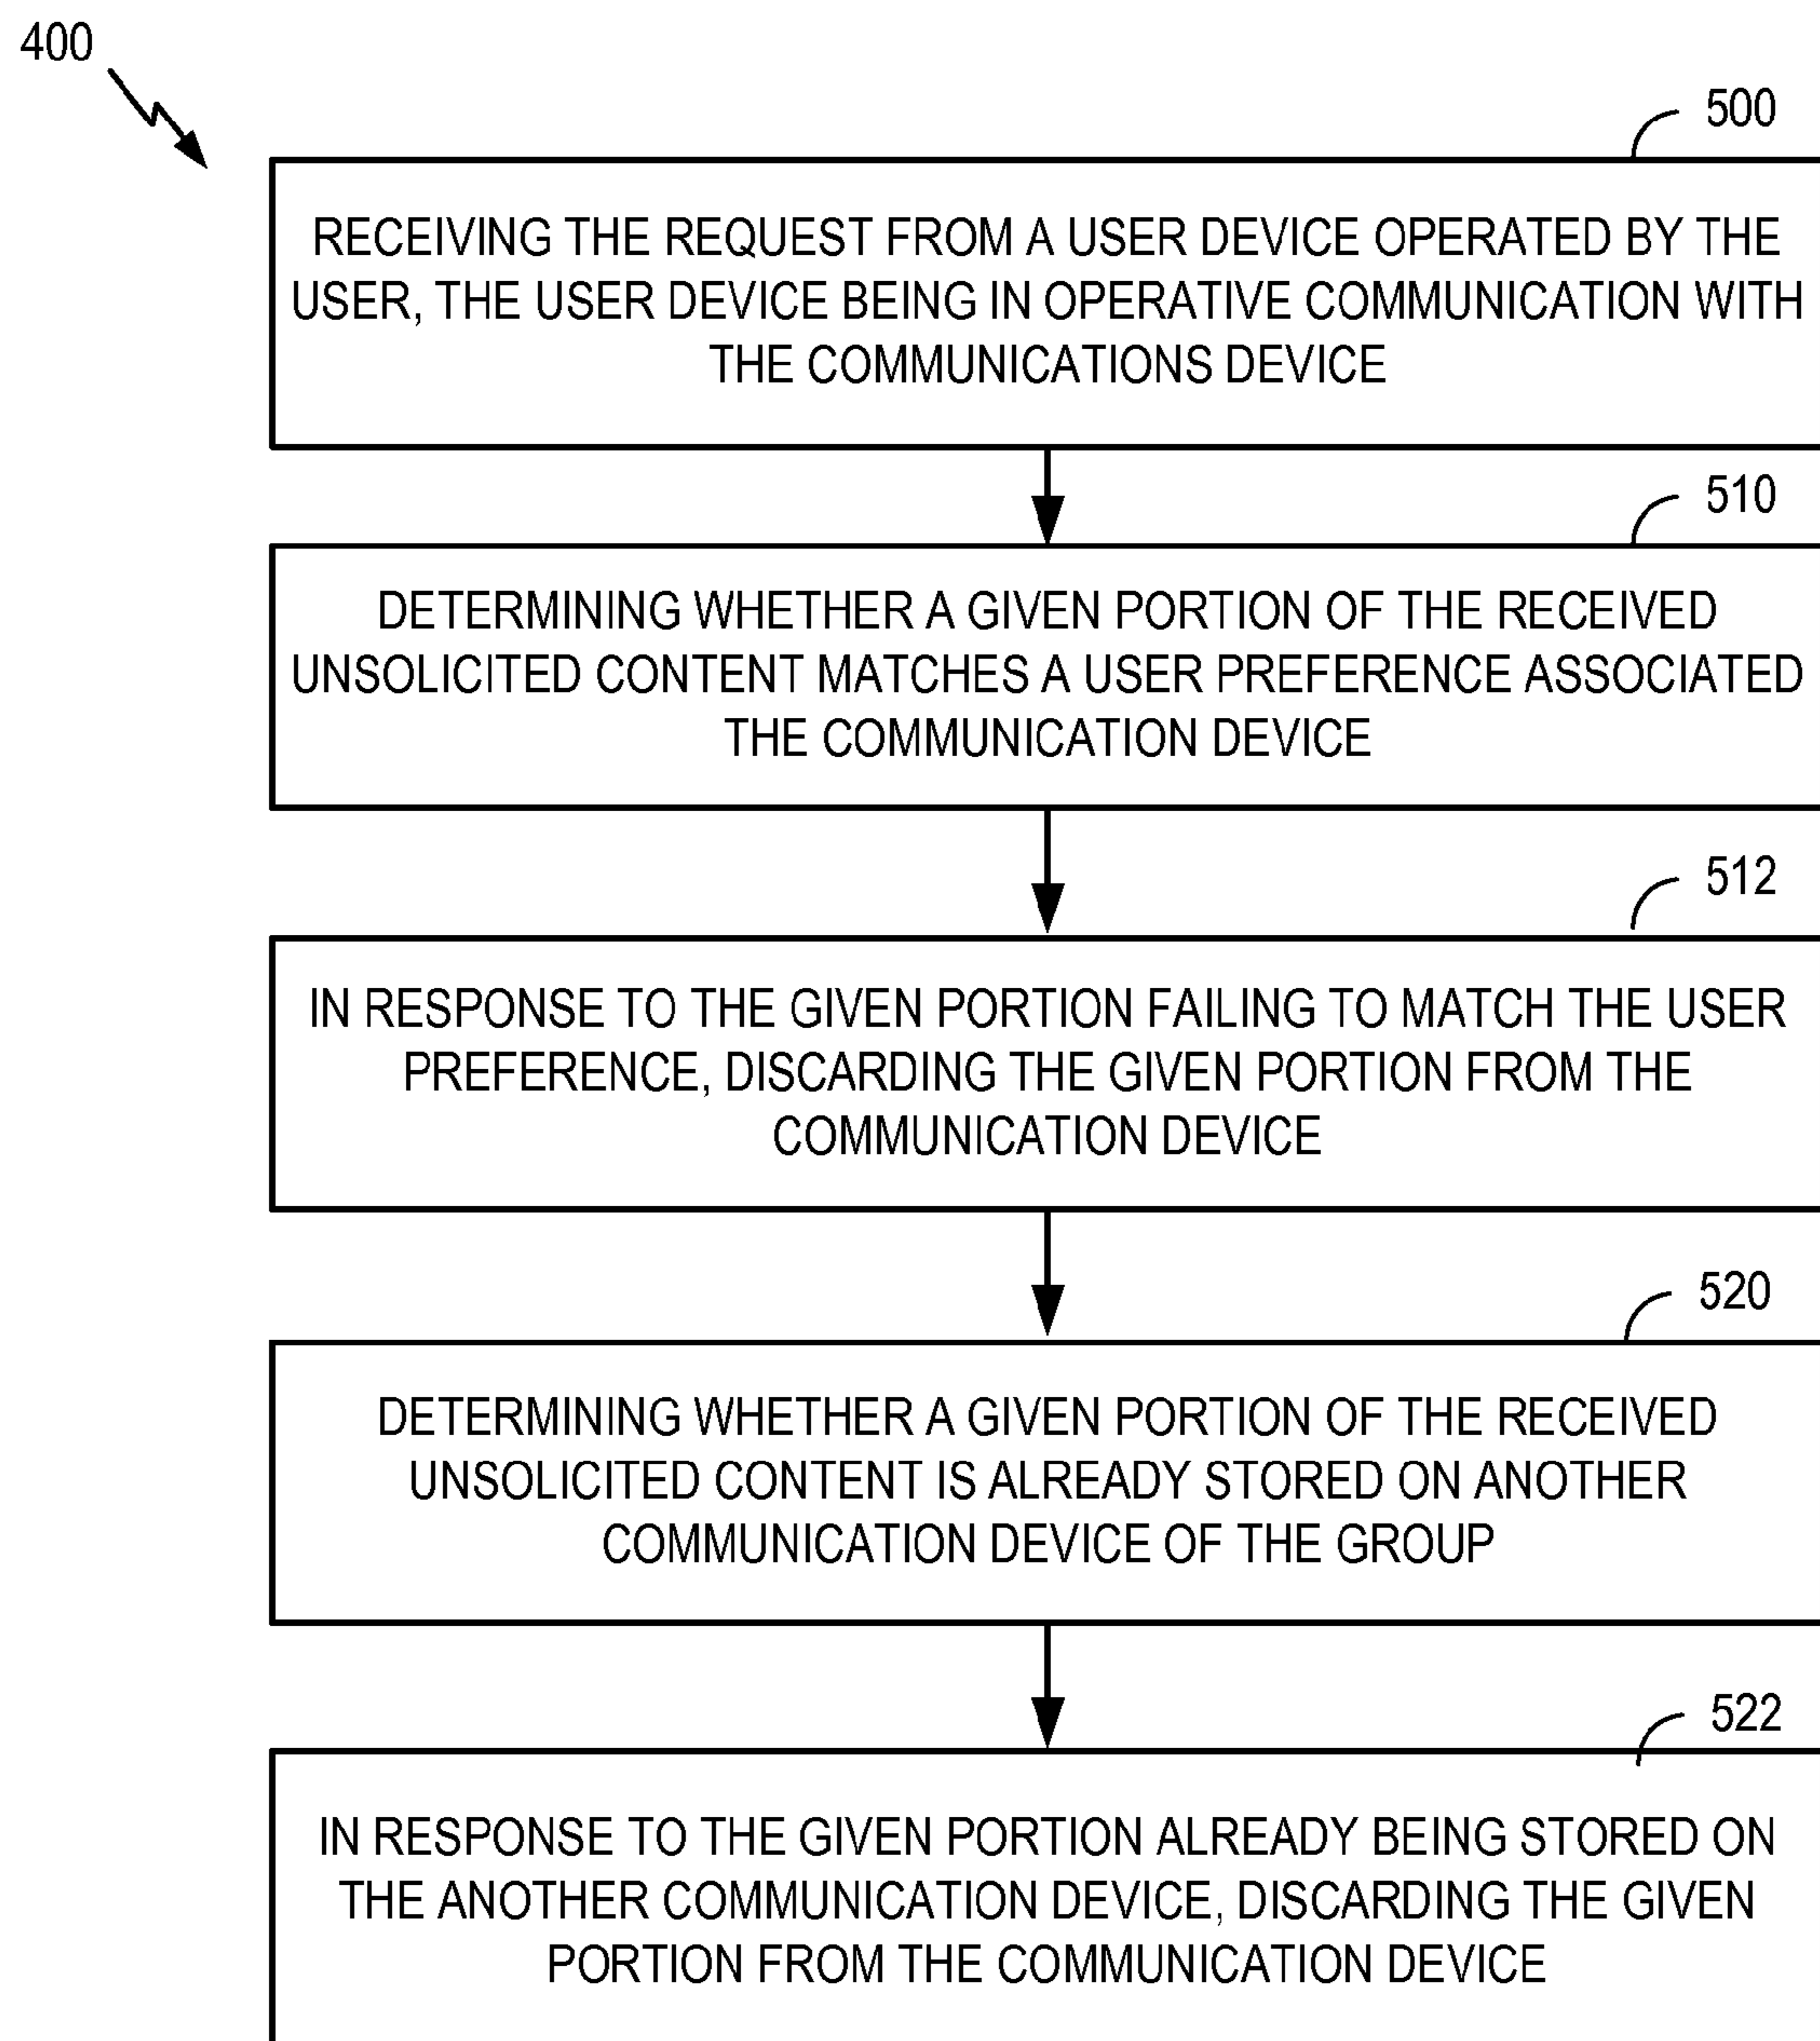 400
500
RECEIVING THE REQUEST FROM A USER DEVICE OPERATED BY THE
USER, THE USER DEVICE BEING IN OPERATIVE COMMUNICATION WITH
THE COMMUNICATIONS DEVICE
510
DETERMINING WHETHER A GIVEN PORTION OF THE RECEIVED
UNSOLICITED CONTENT MATCHES A USER PREFERENCE ASSOCIATED
THE COMMUNICATION DEVICE
512
IN RESPONSE TO THE GIVEN PORTION FAILING TO MATCH THE USER
PREFERENCE, DISCARDING THE GIVEN PORTION FROM THE
COMMUNICATION DEVICE
520
DETERMINING WHETHER A GIVEN PORTION OF THE RECEIVED
UNSOLICITED CONTENT IS ALREADY STORED ON ANOTHER
COMMUNICATION DEVICE OF THE GROUP
522
IN RESPONSE TO THE GIVEN PORTION ALREADY BEING STORED ON
THE ANOTHER COMMUNICATION DEVICE, DISCARDING THE GIVEN
PORTION FROM THE COMMUNICATION DEVICE